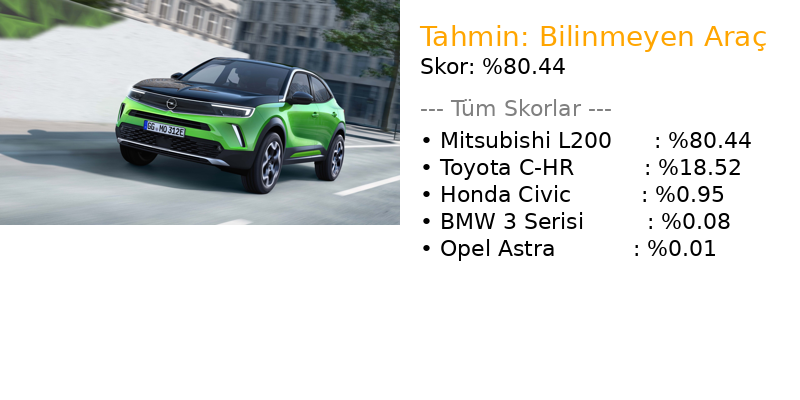 Tahmin: Bilinmeyen Araç
Skor: %80.44
--- Tüm Skorlar ---
• Mitsubishi L200 : %80.44
• Toyota C-HR : %18.52
• Honda Civic : %0.95
• BMW 3 Serisi : %0.08
• Opel Astra : %0.01
GG MO 312E